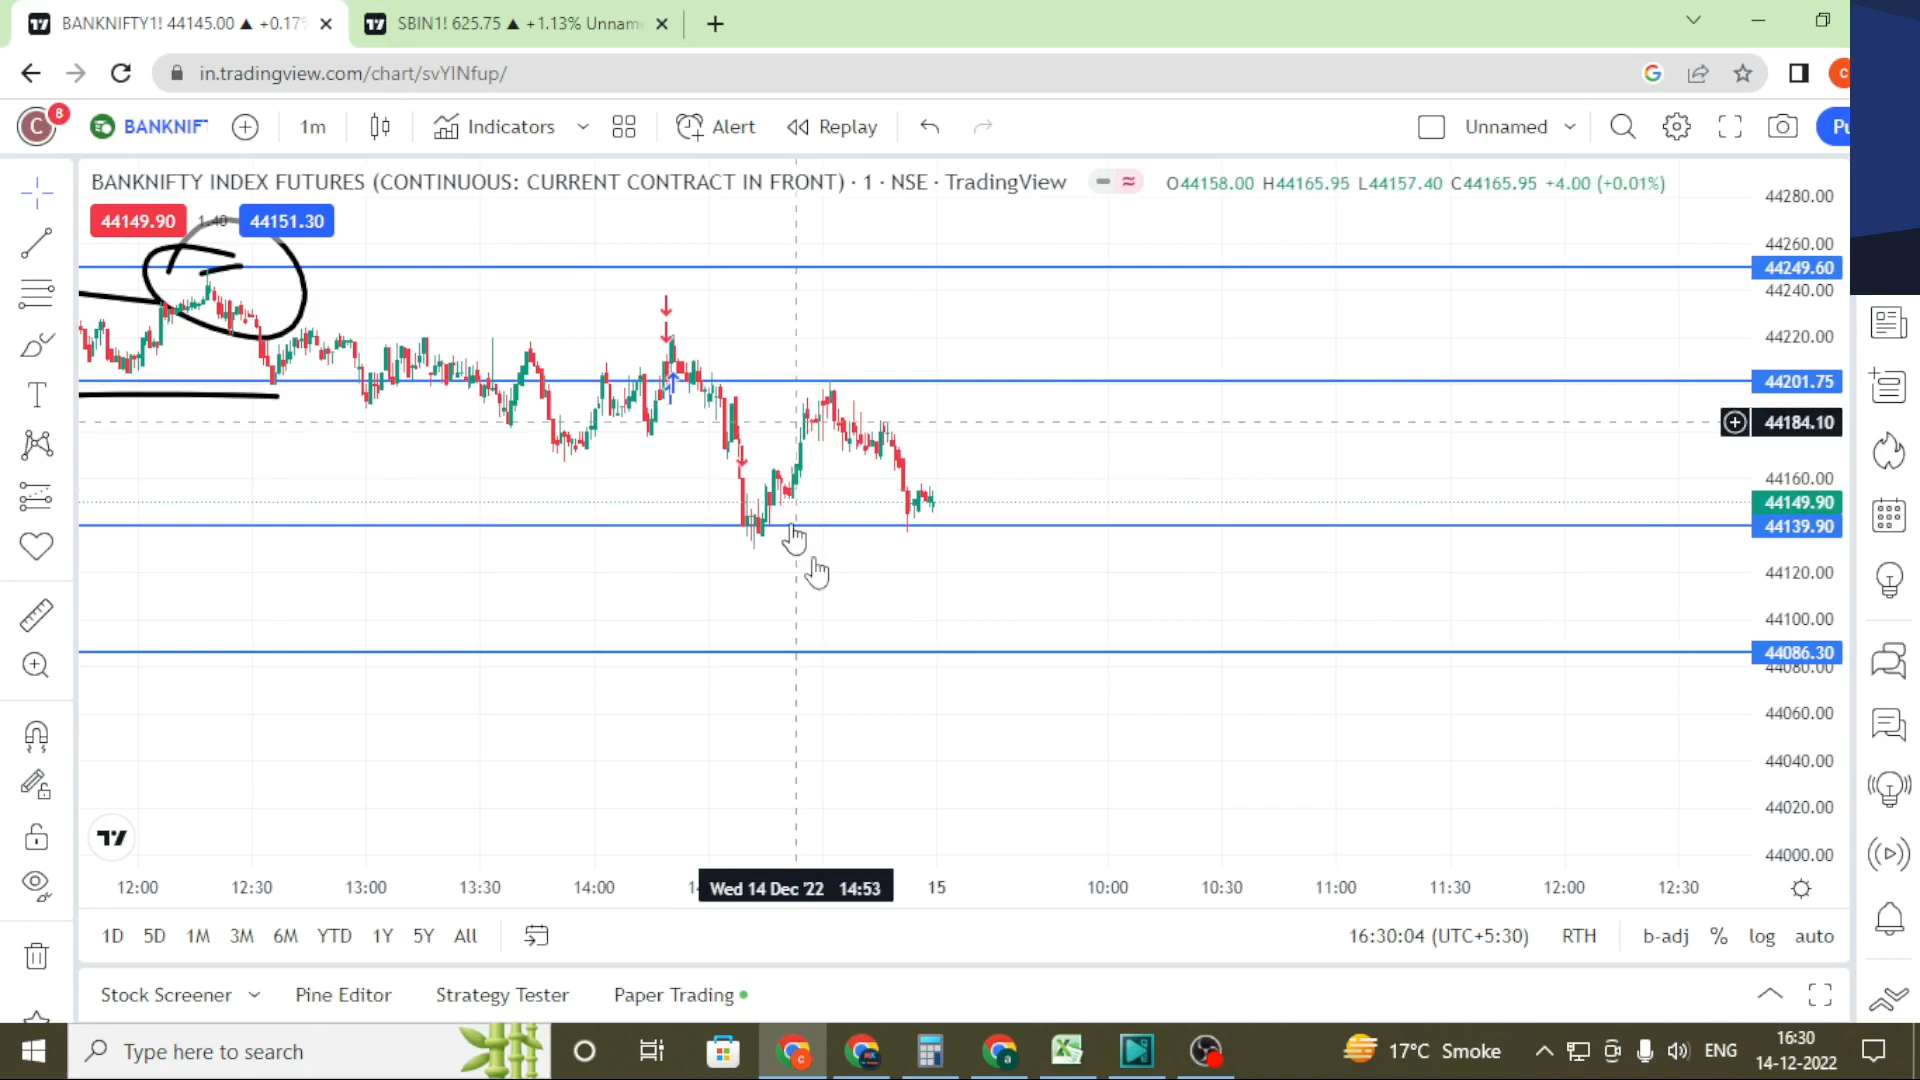 BANKNIFTY1! 44145.00 ▲ +0.17%
SBIN1! 625.75 ▲ +1.13% Unnam
in.tradingview.com/chart/svYlNfup/
C
8
BANKNIF
1m
Indicators
Alert
Replay
Unnamed
Pu
BANKNIFTY INDEX FUTURES (CONTINUOUS: CURRENT CONTRACT IN FRONT) · 1 · NSE · TradingView
O44158.00 H44165.95 L44157.40 C44165.95 +4.00 (+0.01%)
44149.90
1.40
44151.30
44280.00
44260.00
44249.60
44240.00
44220.00
44201.75
44184.10
44160.00
44149.90
44139.90
44120.00
44100.00
44086.30
44080.00
44060.00
44040.00
44020.00
44000.00
12:00
12:30
13:00
13:30
14:00
Wed 14 Dec '22 14:53
15
10:00
10:30
11:00
11:30
12:00
12:30
1D 5D 1M 3M 6M YTD 1Y 5Y All
16:30:04 (UTC+5:30) RTH b-adj % log auto
Stock Screener
Pine Editor
Strategy Tester
Paper Trading
Type here to search
17°C Smoke
ENG
16:30
14-12-2022